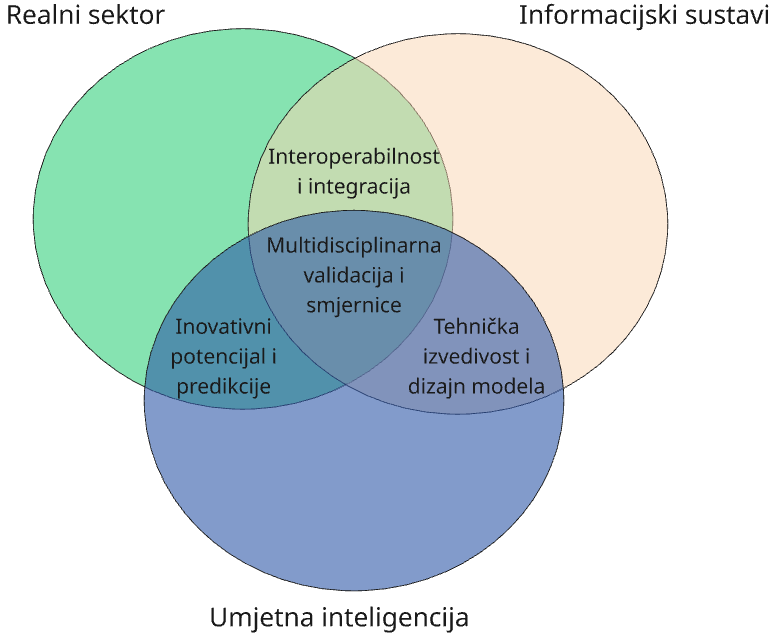 Realni sektor
Informacijski sustavi
Interoperabilnost
i integracija
Multidisciplinarna
validacija i
smjernice
Inovativni
potencijal i
predikcije
Tehnička
izvedivost i
dizajn modela
Umjetna inteligencija